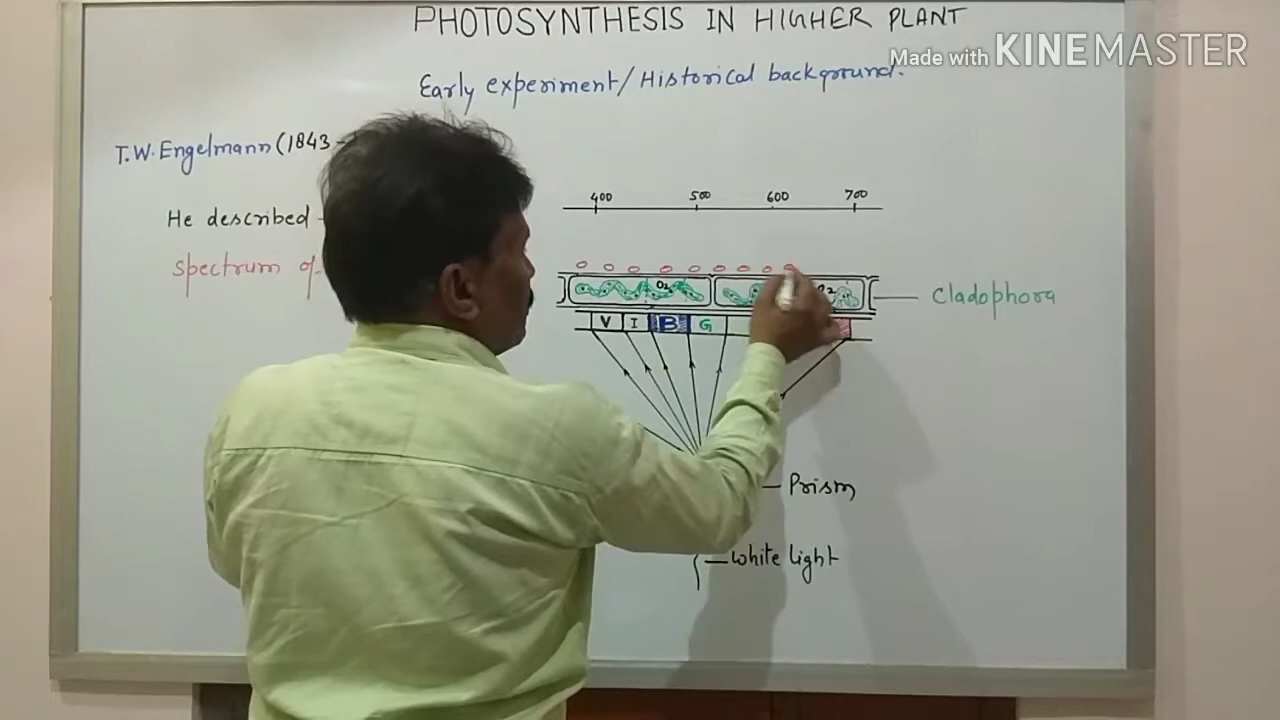 PHOTOSYNTHESIS IN HIGHER PLANT
Made with KINEMASTER
Early experiment/Historical background.
T.W. Engelmann (1843 -
He described
spectrum of
400 500 600 700
O₂
Cladophora
V I B G
Prism
White light